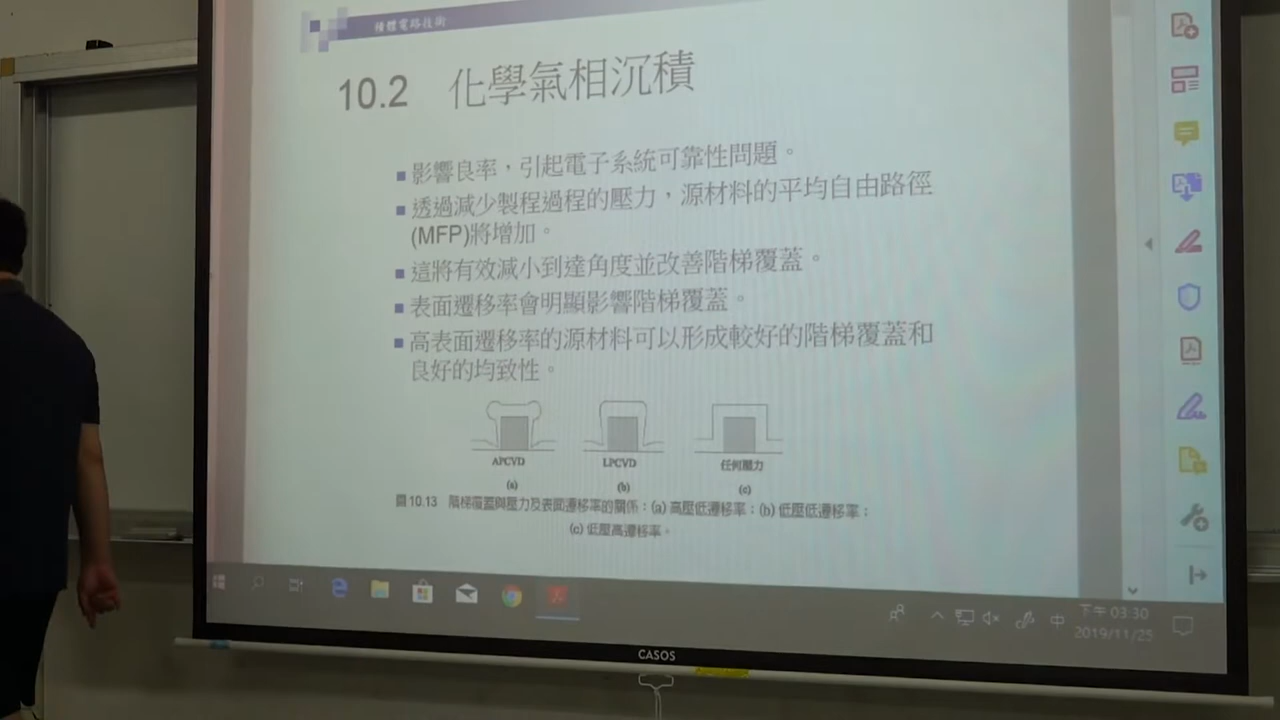 積體電路技術
10.2 化學氣相沉積
影響良率，引起電子系統可靠性問題。
透過減少製程過程的壓力，源材料的平均自由路徑
(MFP)將增加。
這將有效減小到達角度並改善階梯覆蓋。
表面遷移率會明顯影響階梯覆蓋。
高表面遷移率的源材料可以形成較好的階梯覆蓋和
良好的均致性。
APCVD LPCVD 任何壓力
(a) (b) (c)
圖 10.13 階梯覆蓋與壓力及表面遷移率的關係：(a) 高壓低遷移率；(b) 低壓低遷移率；
(c) 低壓高遷移率。
中
下午 03:30
2019/11/25
CASOS